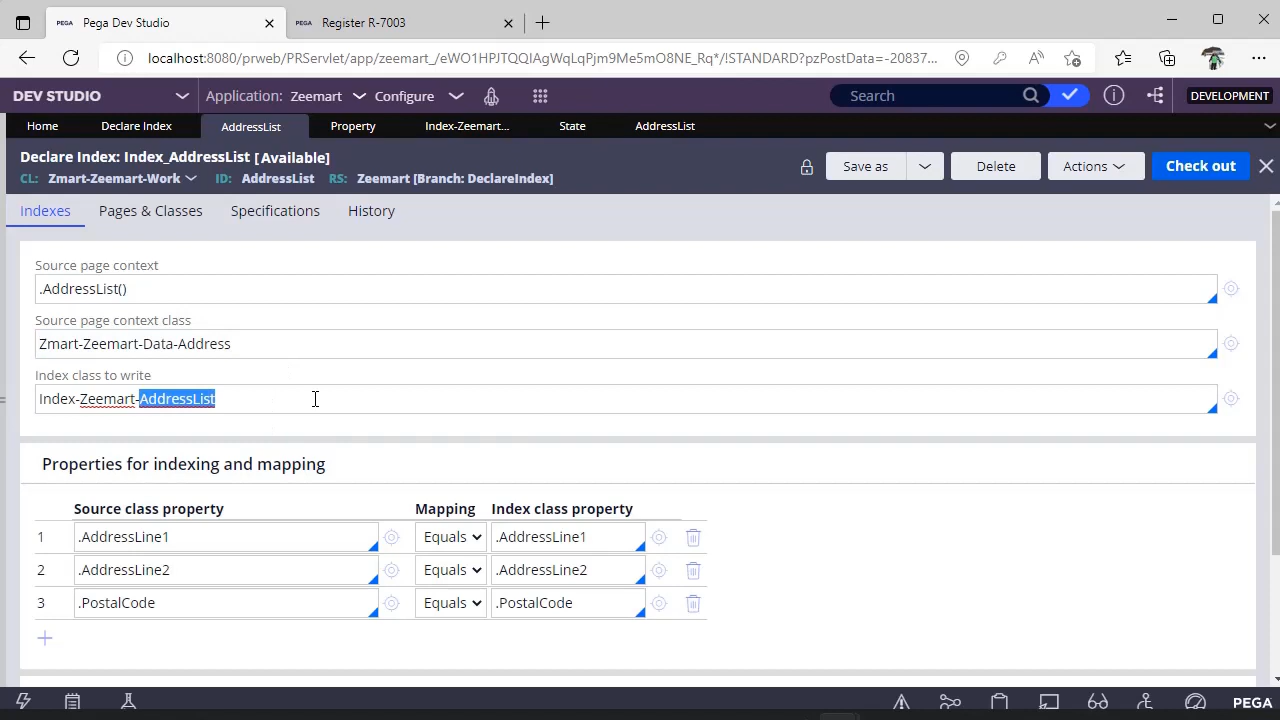 PEGA Pega Dev Studio
PEGA Register R-7003
localhost:8080/prweb/PRServlet/app/zeemart_/eWO1HPJTQQIAgWqLqPjm9Me5mO8NE_Rq*/!STANDARD?pzPostData=-20837...
DEV STUDIO Application: Zeemart Configure Search DEVELOPMENT
Home Declare Index AddressList Property Index-Zeemart... State AddressList
Declare Index: Index_AddressList [Available]
CL: Zmart-Zeemart-Work ID: AddressList RS: Zeemart [Branch: DeclareIndex]
Save as Delete Actions Check out
Indexes Pages & Classes Specifications History
Source page context
.AddressList()
Source page context class
Zmart-Zeemart-Data-Address
Index class to write
Index-Zeemart-AddressList
Properties for indexing and mapping
Source class property Mapping Index class property
1 .AddressLine1 Equals .AddressLine1
2 .AddressLine2 Equals .AddressLine2
3 .PostalCode Equals .PostalCode
PEGA